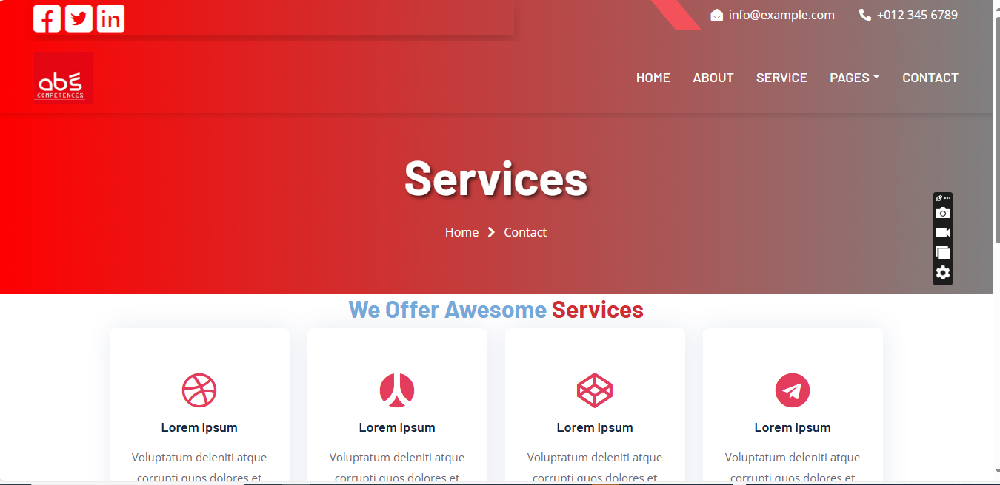 info@example.com
+012 345 6789
abs
COMPETENCES
HOME
ABOUT
SERVICE
PAGES
CONTACT
Services
Home
Contact
We Offer Awesome Services
Lorem Ipsum
Voluptatum deleniti atque
corrupti quos dolores et
Lorem Ipsum
Voluptatum deleniti atque
corrupti quos dolores et
Lorem Ipsum
Voluptatum deleniti atque
corrupti quos dolores et
Lorem Ipsum
Voluptatum deleniti atque
corrupti quos dolores et